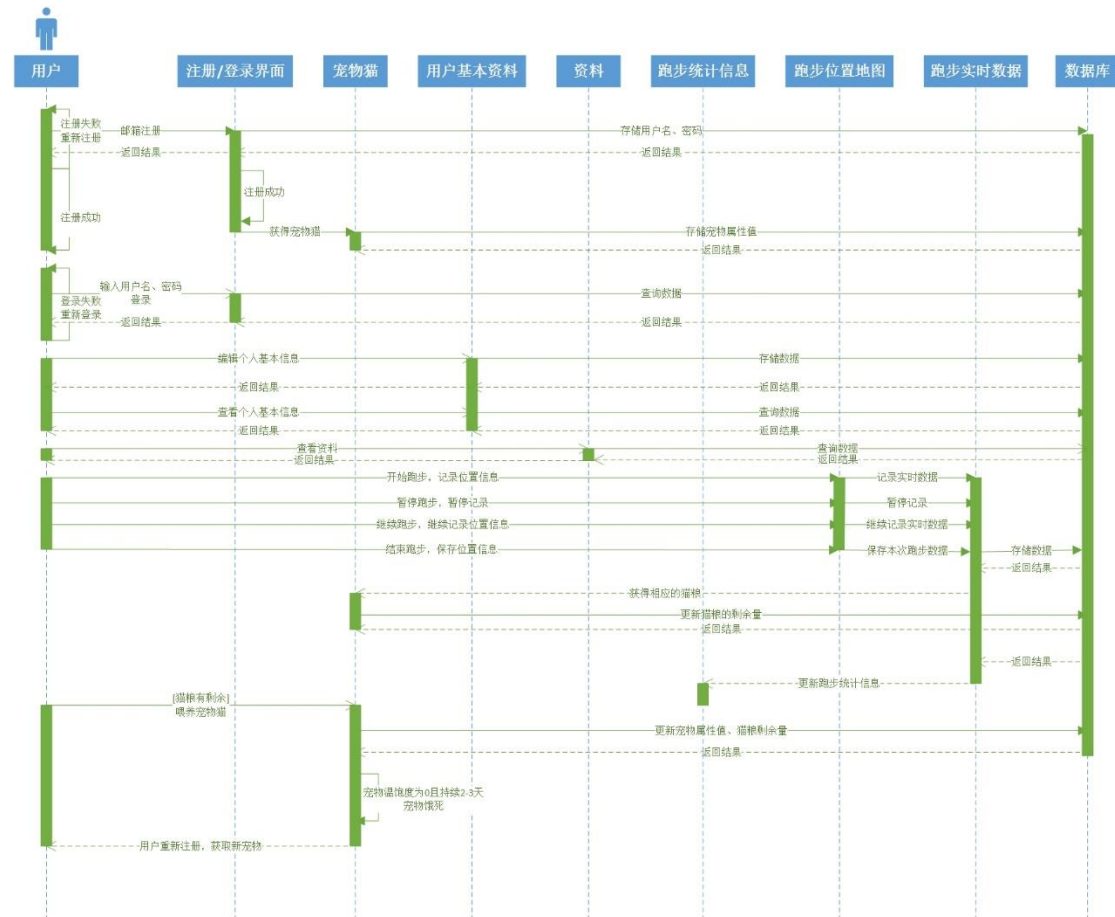 用户
注册/登录界面
宠物猫
用户基本资料
资料
跑步统计信息
跑步位置地图
跑步实时数据
数据库
注册失败
重新注册
邮箱注册
存储用户名、密码
返回结果
返回结果
注册成功
注册成功
获得宠物猫
存储宠物属性值
返回结果
输入用户名、密码
登录
查询数据
登录失败
重新登录
返回结果
返回结果
编辑个人基本信息
存储数据
返回结果
返回结果
查看个人基本信息
查询数据
返回结果
返回结果
查看资料
查询数据
返回结果
返回结果
开始跑步，记录位置信息
记录实时数据
暂停跑步，暂停记录
暂停记录
继续跑步，继续记录位置信息
继续记录实时数据
结束跑步，保存位置信息
保存本次跑步数据
存储数据
返回结果
获得相应的猫粮
更新猫粮的剩余量
返回结果
返回结果
更新跑步统计信息
[猫粮有剩余]
喂养宠物猫
更新宠物属性值、猫粮剩余量
返回结果
宠物温饱度为0且持续2-3天
宠物饿死
用户重新注册，获取新宠物